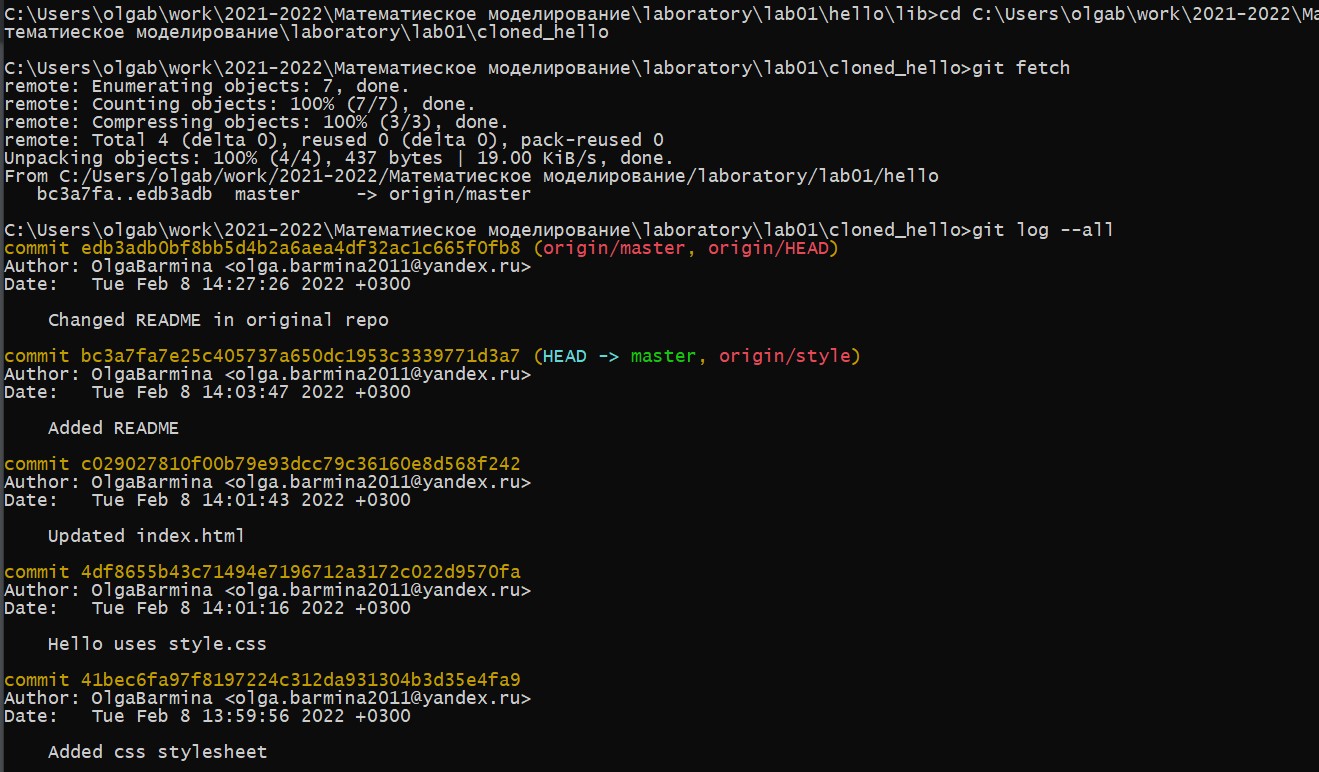 C:\Users\olgab\work\2021-2022\Математиеское моделирование\laboratory\lab01\hello\lib>cd C:\Users\olgab\work\2021-2022\Ма
тематиеское моделирование\laboratory\lab01\cloned_hello
C:\Users\olgab\work\2021-2022\Математиеское моделирование\laboratory\lab01\cloned_hello>git fetch
remote: Enumerating objects: 7, done.
remote: Counting objects: 100% (7/7), done.
remote: Compressing objects: 100% (3/3), done.
remote: Total 4 (delta 0), reused 0 (delta 0), pack-reused 0
Unpacking objects: 100% (4/4), 437 bytes | 19.00 KiB/s, done.
From C:/Users/olgab/work/2021-2022/Математиеское моделирование/laboratory/lab01/hello
   bc3a7fa..edb3adb  master     -> origin/master
C:\Users\olgab\work\2021-2022\Математиеское моделирование\laboratory\lab01\cloned_hello>git log --all
commit edb3adb0bf8bb5d4b2a6aea4df32ac1c665f0fb8 (origin/master, origin/HEAD)
Author: OlgaBarmina <olga.barmina2011@yandex.ru>
Date:   Tue Feb 8 14:27:26 2022 +0300
    Changed README in original repo
commit bc3a7fa7e25c405737a650dc1953c3339771d3a7 (HEAD -> master, origin/style)
Author: OlgaBarmina <olga.barmina2011@yandex.ru>
Date:   Tue Feb 8 14:03:47 2022 +0300
    Added README
commit c029027810f00b79e93dcc79c36160e8d568f242
Author: OlgaBarmina <olga.barmina2011@yandex.ru>
Date:   Tue Feb 8 14:01:43 2022 +0300
    Updated index.html
commit 4df8655b43c71494e7196712a3172c022d9570fa
Author: OlgaBarmina <olga.barmina2011@yandex.ru>
Date:   Tue Feb 8 14:01:16 2022 +0300
    Hello uses style.css
commit 41bec6fa97f8197224c312da931304b3d35e4fa9
Author: OlgaBarmina <olga.barmina2011@yandex.ru>
Date:   Tue Feb 8 13:59:56 2022 +0300
    Added css stylesheet